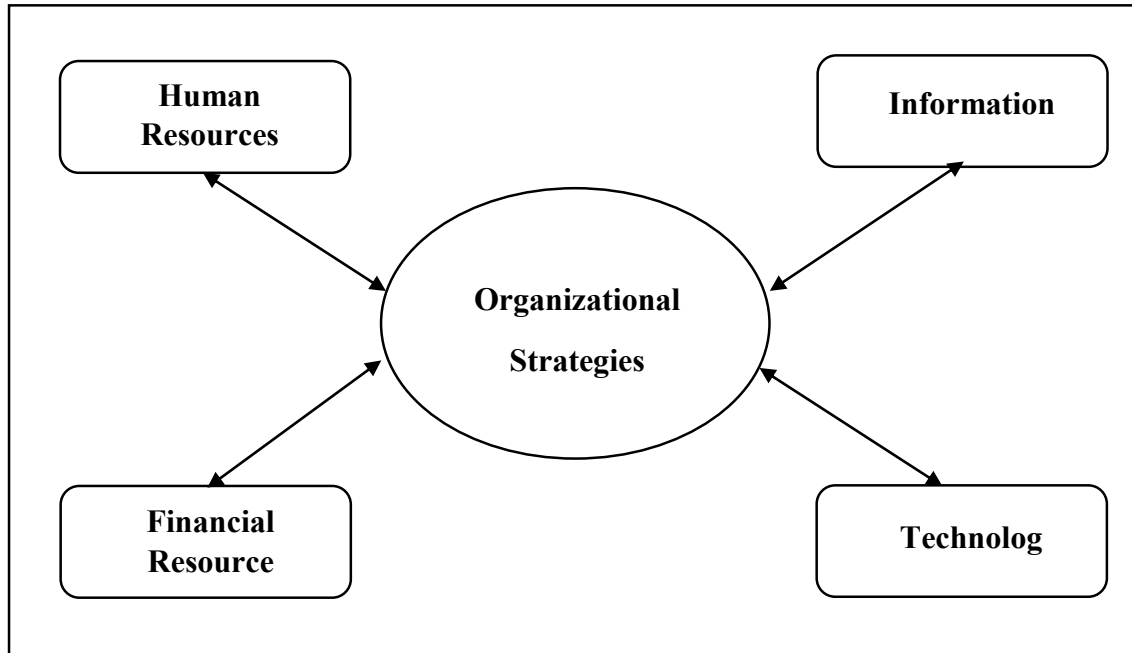 Human
Resources
Information
Organizational
Strategies
Financial
Resource
Technolog